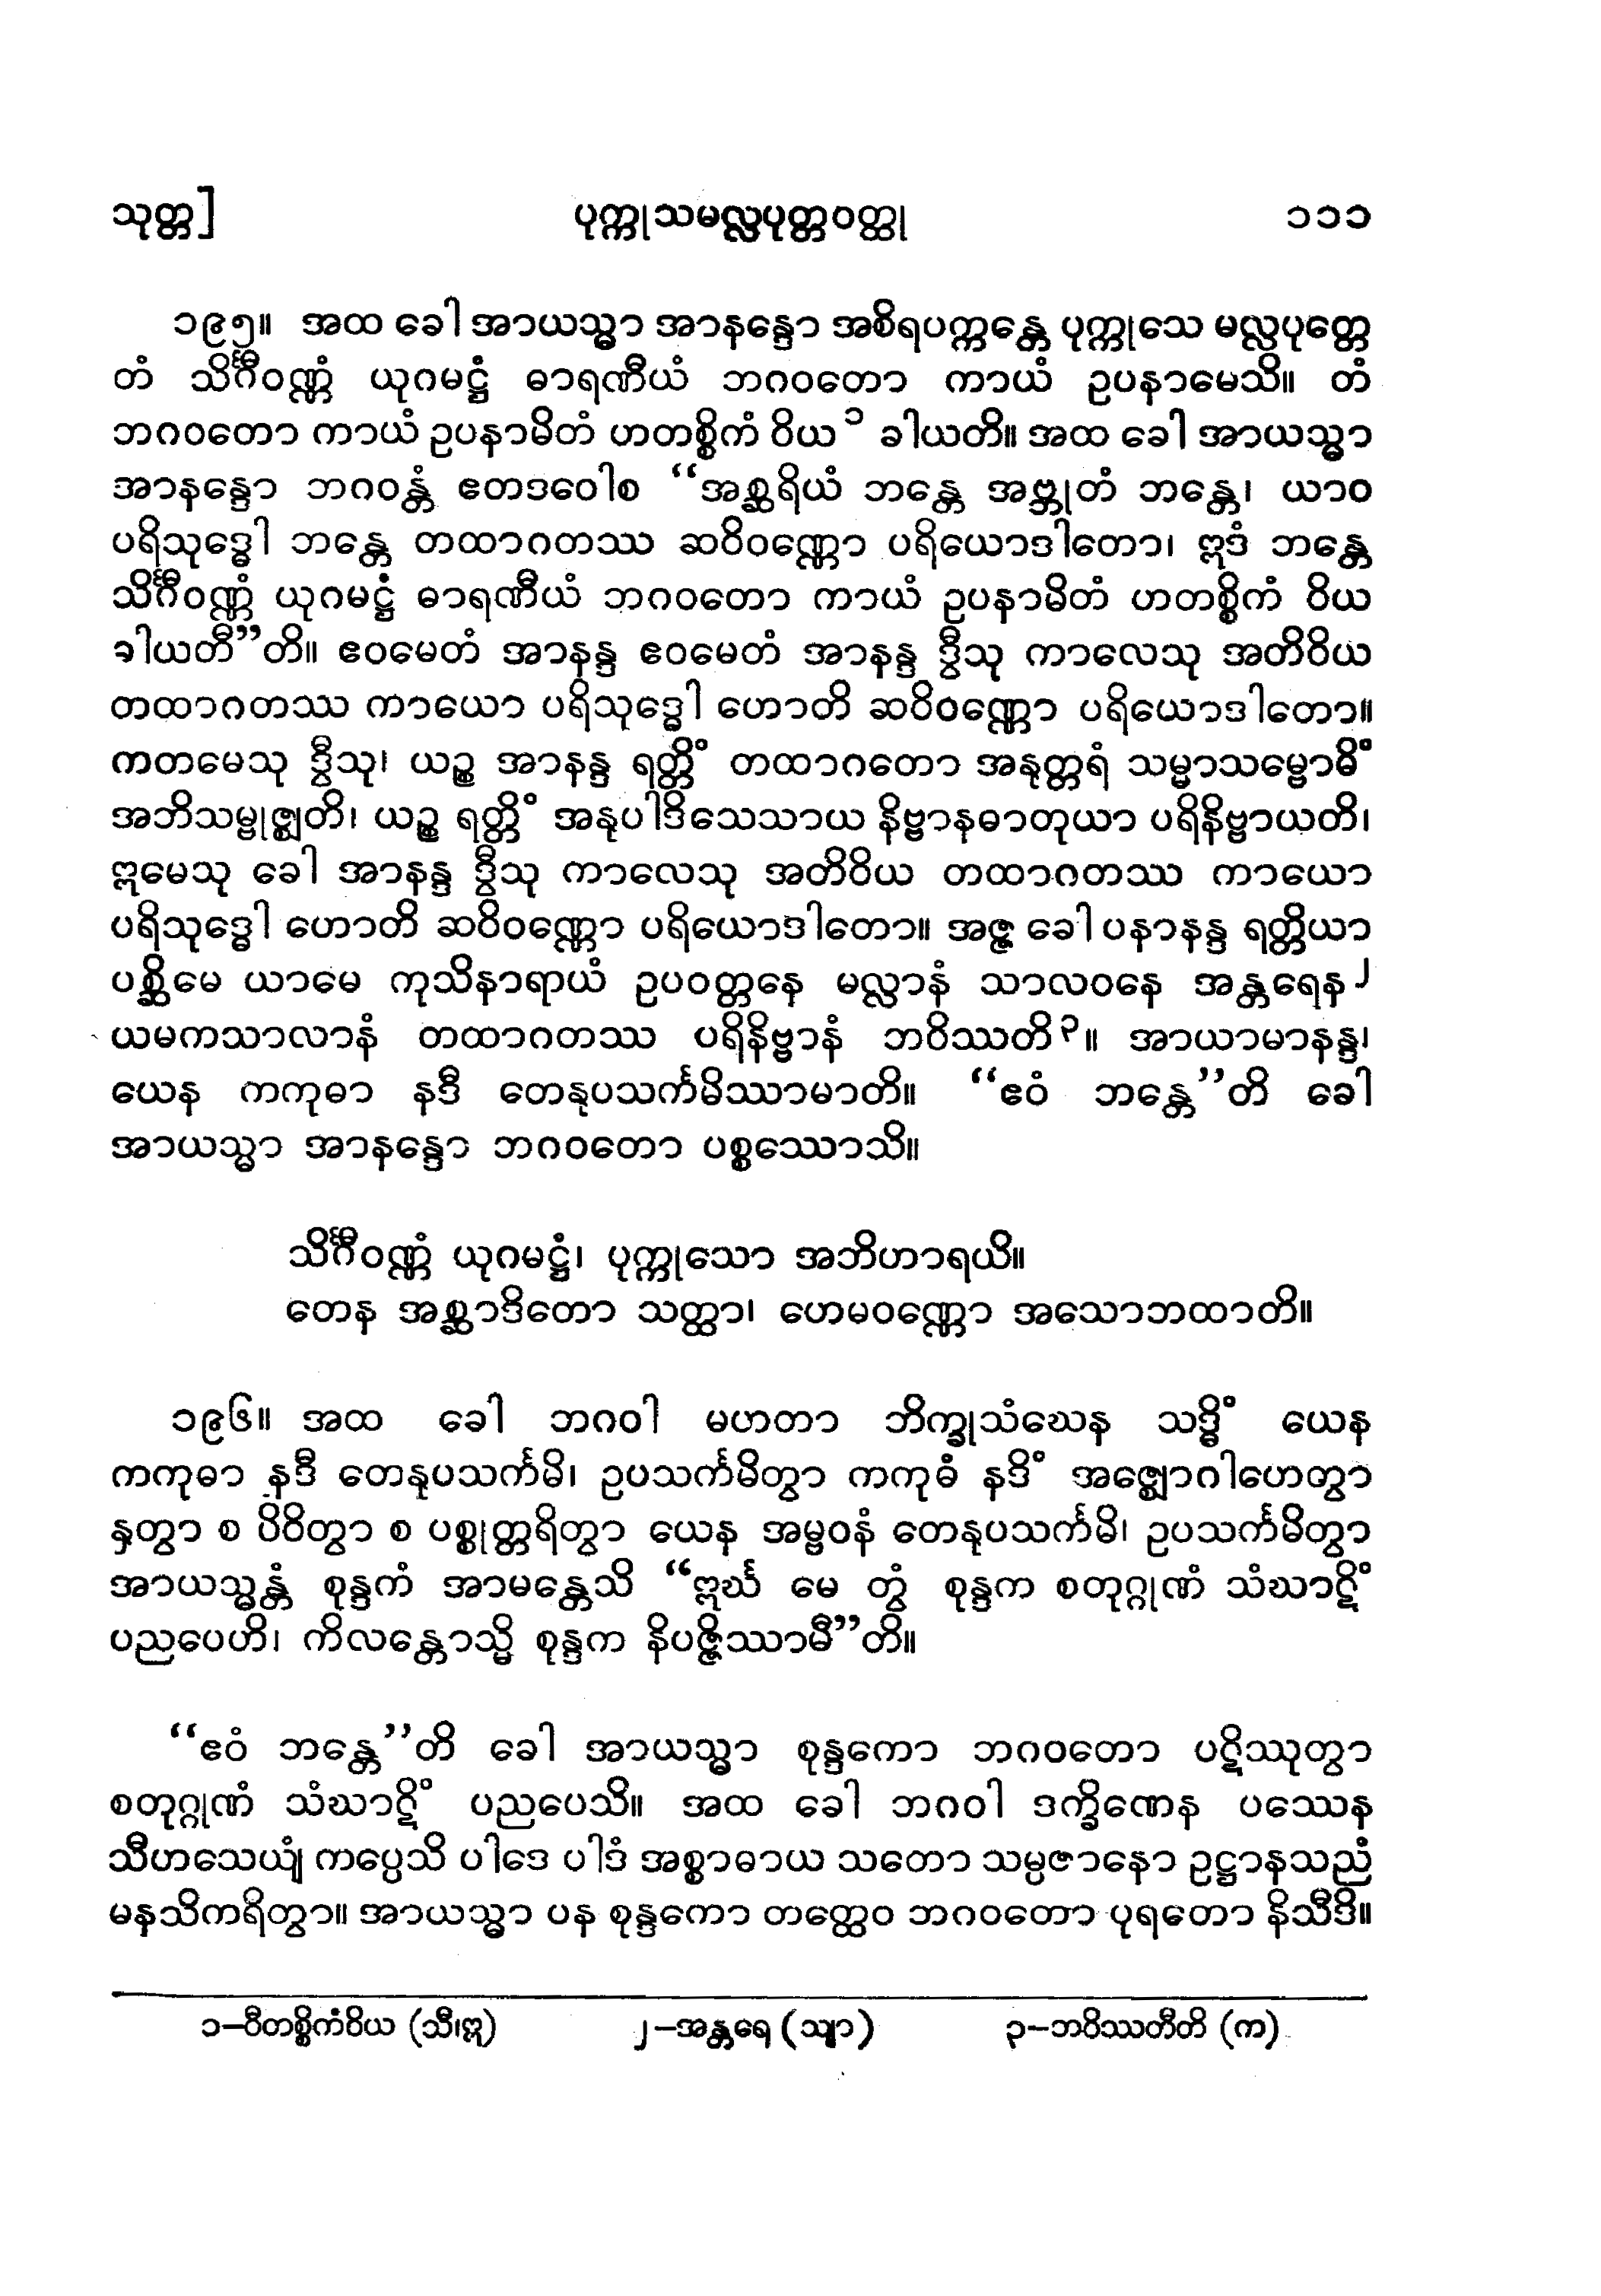 သုတ္တ] ပုက္ကုသမလ္လပုတ္တဝတ္ထု ၁၁၁
၁၉၅။ အထ ခေါ အာယသ္မာ အာနန္ဒော အစိရပက္ကန္တေ ပုက္ကုသေ မလ္လပုတ္တေ
တံ သိင်္ဂီဝဏ္ဏံ ယုဂမဋ္ဌံ ဓာရဏီယံ ဘဂဝတော ကာယံ ဥပနာမေသိ။ တံ
ဘဂဝတော ကာယံ ဥပနာမိတံ ဟတစ္စိကံ ဝိယ ၁ ခါယတိ။ အထ ခေါ အာယသ္မာ
အာနန္ဒော ဘဂဝန္တံ ဧတဒဝေါစ “အစ္ဆရိယံ ဘန္တေ အဗ္ဘုတံ ဘန္တေ၊ ယာဝ
ပရိသုဒ္ဓေါ ဘန္တေ တထာဂတဿ ဆဝိဝဏ္ဏော ပရိယောဒါတော၊ ဣဒံ ဘန္တေ
သိင်္ဂီဝဏ္ဏံ ယုဂမဋ္ဌံ ဓာရဏီယံ ဘဂဝတော ကာယံ ဥပနာမိတံ ဟတစ္စိကံ ဝိယ
ခါယတီ”တိ။ ဧဝမေတံ အာနန္ဒ ဧဝမေတံ အာနန္ဒ ဒွီသု ကာလေသု အတိဝိယ
တထာဂတဿ ကာယော ပရိသုဒ္ဓေါ ဟောတိ ဆဝိဝဏ္ဏော ပရိယောဒါတော။
ကတမေသု ဒွီသု၊ ယဉ္စ အာနန္ဒ ရတ္တိံ တထာဂတော အနုတ္တရံ သမ္မာသမ္ဗောဓိံ
အဘိသမ္ဗုဇ္ဈတိ၊ ယဉ္စ ရတ္တိံ အနုပါဒိသေသာယ နိဗ္ဗာနဓာတုယာ ပရိနိဗ္ဗာယတိ၊
ဣမေသု ခေါ အာနန္ဒ ဒွီသု ကာလေသု အတိဝိယ တထာဂတဿ ကာယော
ပရိသုဒ္ဓေါ ဟောတိ ဆဝိဝဏ္ဏော ပရိယောဒါတော။ အဇ္ဇ ခေါ ပနာနန္ဒ ရတ္တိယာ
ပစ္ဆိမေ ယာမေ ကုသိနာရာယံ ဥပဝတ္တနေ မလ္လာနံ သာလဝနေ အန္တရေန ၂
ယမကသာလာနံ တထာဂတဿ ပရိနိဗ္ဗာနံ ဘဝိဿတိ ၃။ အာယာမာနန္ဒ၊
ယေန ကကုဓာ နဒီ တေနုပသင်္ကမိဿာမာတိ။ “ဧဝံ ဘန္တေ”တိ ခေါ
အာယသ္မာ အာနန္ဒော ဘဂဝတော ပစ္စဿောသိ။
သိင်္ဂီဝဏ္ဏံ ယုဂမဋ္ဌံ၊ ပုက္ကုသော အဘိဟာရယိ။
တေန အစ္ဆာဒိတော သတ္ထာ၊ ဟေမဝဏ္ဏော အသောဘထာတိ။
၁၉၆။ အထ ခေါ ဘဂဝါ မဟတာ ဘိက္ခုသံဃေန သဒ္ဓိံ ယေန
ကကုဓာ နဒီ တေနုပသင်္ကမိ၊ ဥပသင်္ကမိတွာ ကကုဓံ နဒိံ အဇ္ဈောဂါဟေတွာ
နှတွာ စ ပိဝိတွာ စ ပစ္စုတ္တရိတွာ ယေန အမ္ဗဝနံ တေနုပသင်္ကမိ၊ ဥပသင်္ကမိတွာ
အာယသ္မန္တံ စုန္ဒကံ အာမန္တေသိ “ဣင်္ဃ မေ တွံ စုန္ဒက စတုဂ္ဂုဏံ သံဃာဋိံ
ပညပေဟိ၊ ကိလန္တောသ္မိ စုန္ဒက နိပဇ္ဇိဿာမီ”တိ။
“ဧဝံ ဘန္တေ”တိ ခေါ အာယသ္မာ စုန္ဒကော ဘဂဝတော ပဋိဿုတွာ
စတုဂ္ဂုဏံ သံဃာဋိံ ပညပေသိ။ အထ ခေါ ဘဂဝါ ဒက္ခိဏေန ပဿေန
သီဟသေယျံ ကပ္ပေသိ ပါဒေ ပါဒံ အစ္စာဓာယ သတော သမ္ပဇာနော ဥဋ္ဌာနသညံ
မနသိကရိတွာ။ အာယသ္မာ ပန စုန္ဒကော တတ္ထေဝ ဘဂဝတော ပုရတော နိသီဒိ။
၁–ဝီတစ္စိကံဝိယ (သီ၊ဣ) ၂–အန္တရေ (သျာ) ၃–ဘဝိဿတီတိ (က)